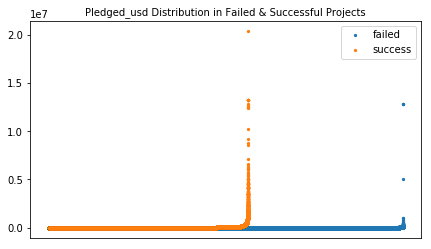 Pledged_usd Distribution in Failed & Successful Projects
1e7
failed
success
2.0
1.5
1.0
0.5
0.0